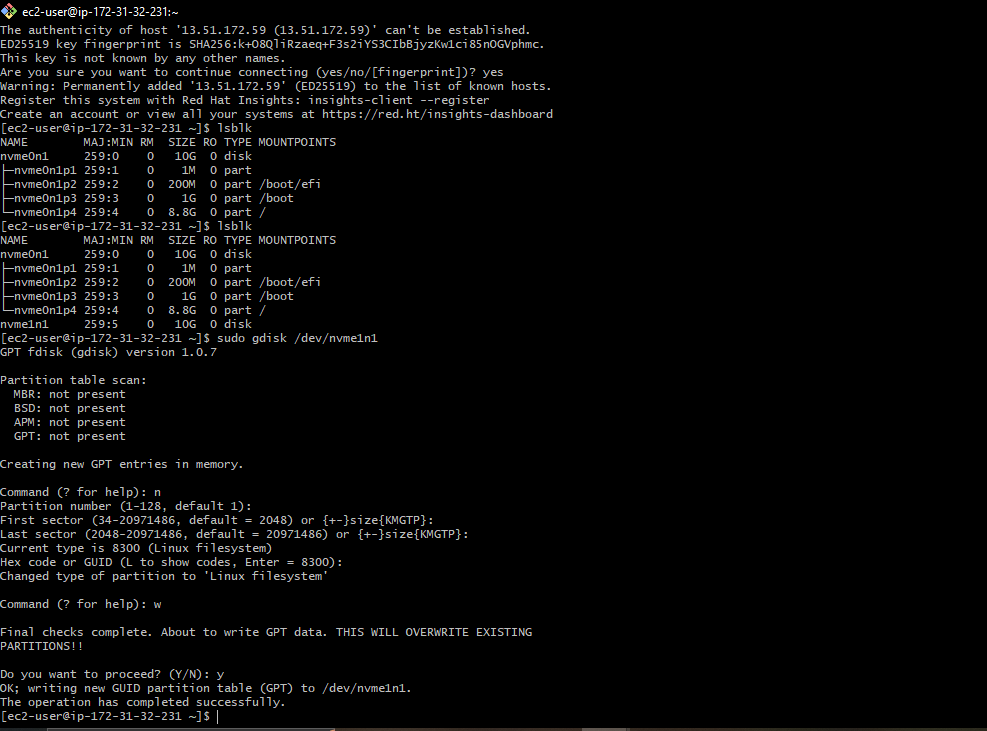 ec2-user@ip-172-31-32-231:~
The authenticity of host '13.51.172.59 (13.51.172.59)' can't be established.
ED25519 key fingerprint is SHA256:k+O8QliRzaeq+F3s2iYS3CIbBjyzKw1ci85nOGVphmc.
This key is not known by any other names.
Are you sure you want to continue connecting (yes/no/[fingerprint])? yes
Warning: Permanently added '13.51.172.59' (ED25519) to the list of known hosts.
Register this system with Red Hat Insights: insights-client --register
Create an account or view all your systems at https://red.ht/insights-dashboard
[ec2-user@ip-172-31-32-231 ~]$ lsblk
NAME        MAJ:MIN RM  SIZE RO TYPE MOUNTPOINTS
nvme0n1     259:0    0   10G  0 disk
├─nvme0n1p1 259:1    0    1M  0 part
├─nvme0n1p2 259:2    0  200M  0 part /boot/efi
├─nvme0n1p3 259:3    0    1G  0 part /boot
└─nvme0n1p4 259:4    0  8.8G  0 part /
[ec2-user@ip-172-31-32-231 ~]$ lsblk
NAME        MAJ:MIN RM  SIZE RO TYPE MOUNTPOINTS
nvme0n1     259:0    0   10G  0 disk
├─nvme0n1p1 259:1    0    1M  0 part
├─nvme0n1p2 259:2    0  200M  0 part /boot/efi
├─nvme0n1p3 259:3    0    1G  0 part /boot
└─nvme0n1p4 259:4    0  8.8G  0 part /
nvme1n1     259:5    0   10G  0 disk
[ec2-user@ip-172-31-32-231 ~]$ sudo gdisk /dev/nvme1n1
GPT fdisk (gdisk) version 1.0.7
Partition table scan:
  MBR: not present
  BSD: not present
  APM: not present
  GPT: not present
Creating new GPT entries in memory.
Command (? for help): n
Partition number (1-128, default 1):
First sector (34-20971486, default = 2048) or {+-}size{KMGTP}:
Last sector (2048-20971486, default = 20971486) or {+-}size{KMGTP}:
Current type is 8300 (Linux filesystem)
Hex code or GUID (L to show codes, Enter = 8300):
Changed type of partition to 'Linux filesystem'
Command (? for help): w
Final checks complete. About to write GPT data. THIS WILL OVERWRITE EXISTING
PARTITIONS!!
Do you want to proceed? (Y/N): y
OK; writing new GUID partition table (GPT) to /dev/nvme1n1.
The operation has completed successfully.
[ec2-user@ip-172-31-32-231 ~]$